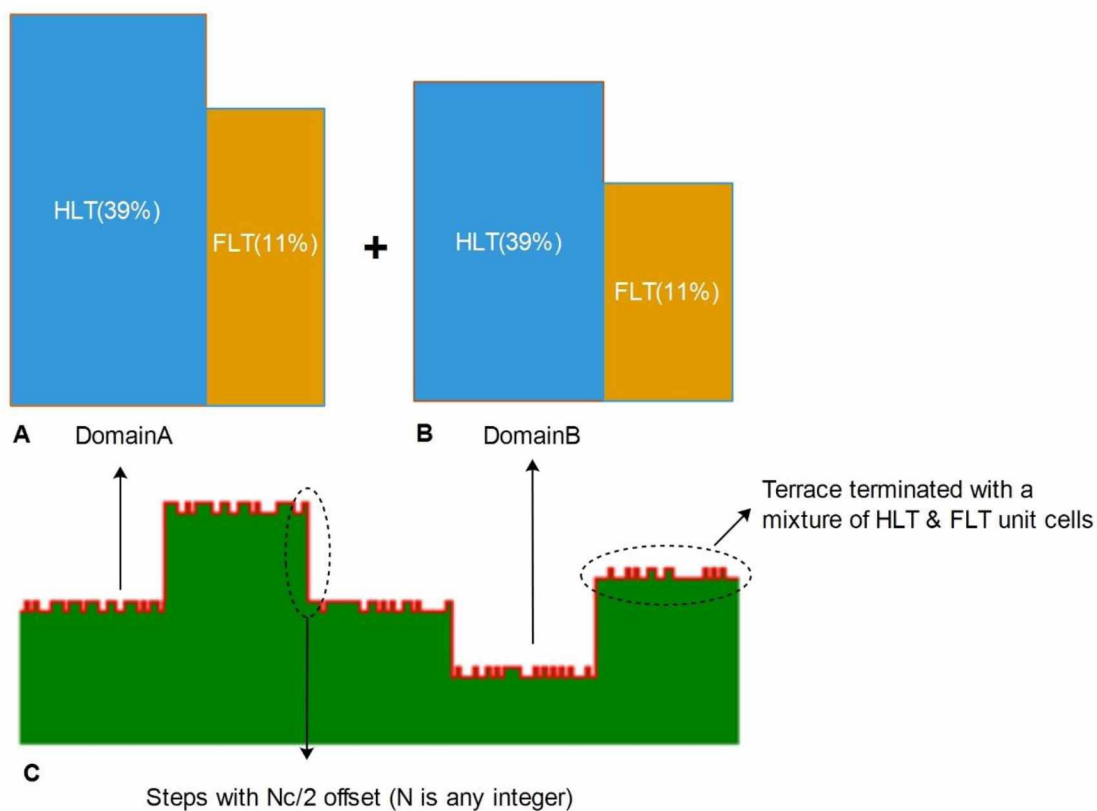 HLT(39%)
FLT(11%)
+
HLT(39%)
FLT(11%)
A DomainA
B DomainB
Terrace terminated with a
mixture of HLT & FLT unit cells
C
Steps with Nc/2 offset (N is any integer)